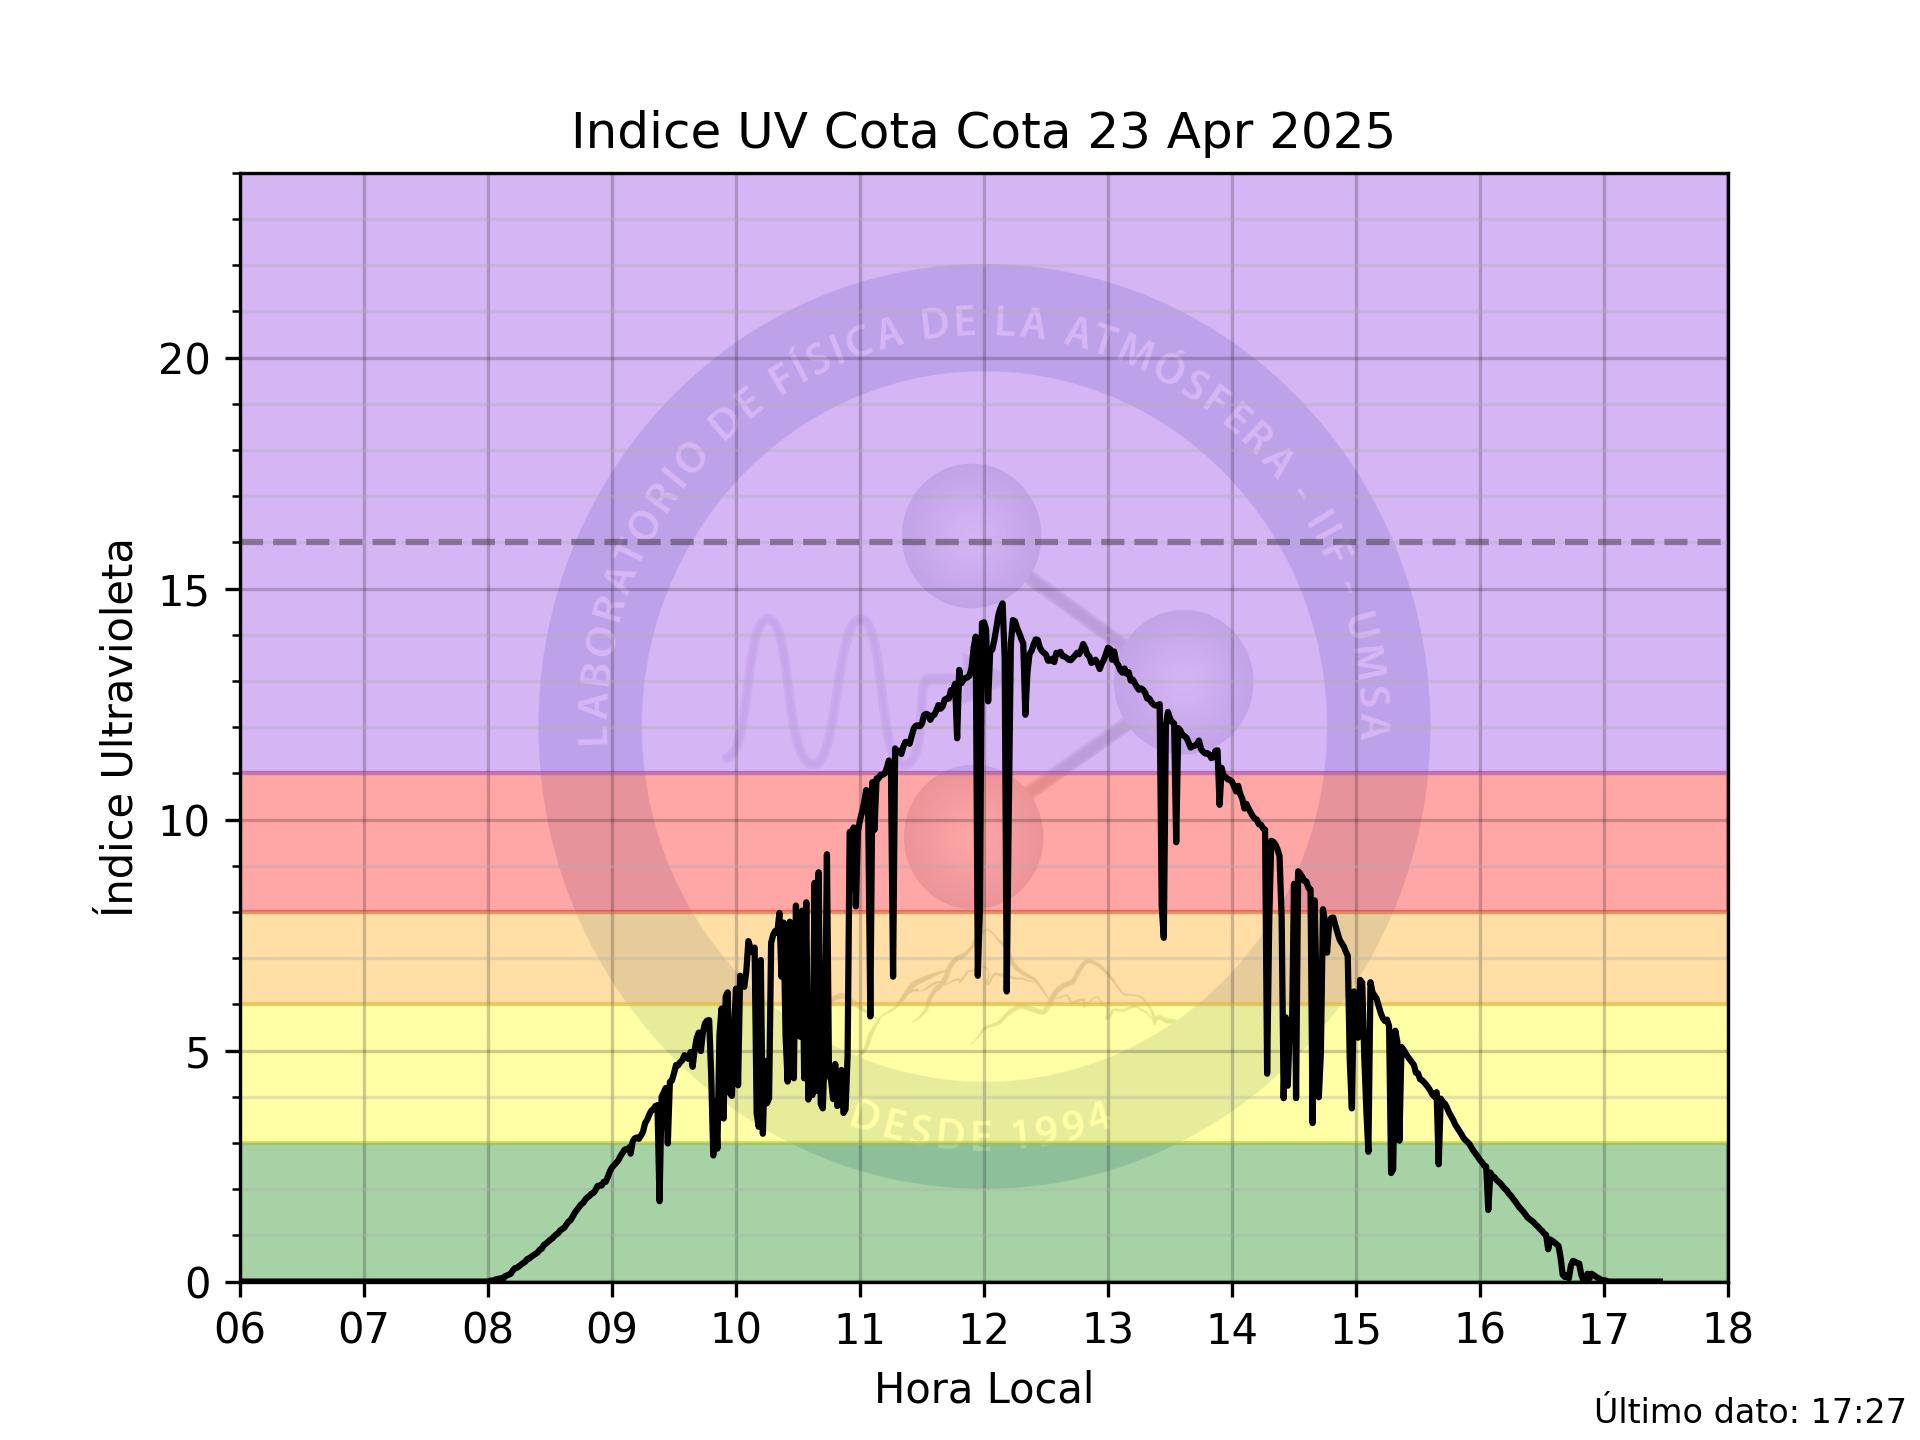 Indice UV Cota Cota 23 Apr 2025
LABORATORIO DE FÍSICA DE LA ATMÓSFERA - IIF - UMSA
20
15
10
5
0
Índice Ultravioleta
DESDE 1994
06 07 08 09 10 11 12 13 14 15 16 17 18
Hora Local
Último dato: 17:27